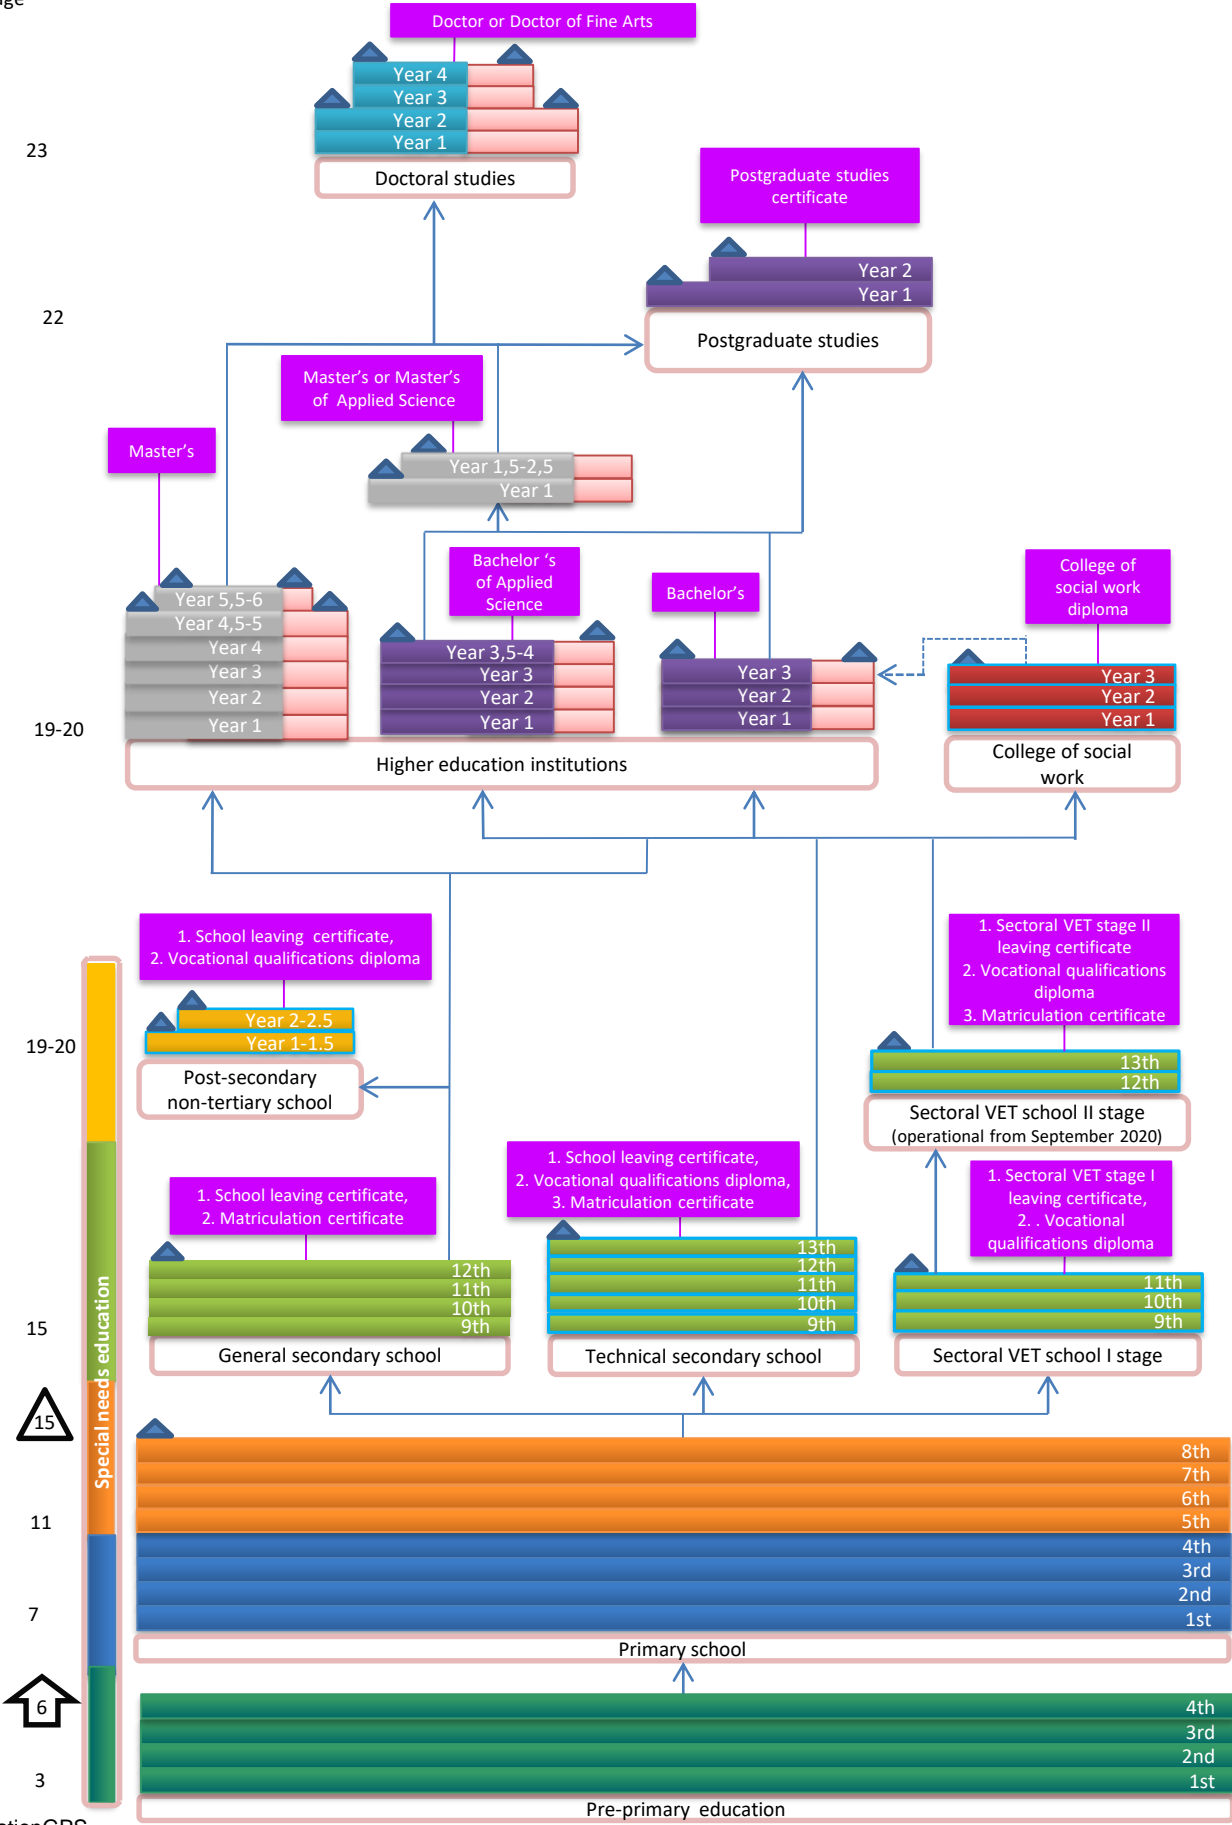 Doctor or Doctor of Fine Arts
Year 4
Year 3
Year 2
Year 1
23
Doctoral studies
Postgraduate studies
certificate
Year 2
Year 1
22
Postgraduate studies
Master's or Master's
of Applied Science
Master's
Year 1,5-2,5
Year 1
Bachelor 's
of Applied
Science
Bachelor's
College of
social work
diploma
Year 5,5-6
Year 4,5-5
Year 4
Year 3
Year 2
Year 1
Year 3,5-4
Year 3
Year 2
Year 1
Year 3
Year 2
Year 1
Year 3
Year 2
Year 1
19-20
Higher education institutions
College of social
work
1. School leaving certificate,
2. Vocational qualifications diploma
1. Sectoral VET stage II
leaving certificate
2. Vocational qualifications
diploma
3. Matriculation certificate
Year 2-2.5
Year 1-1.5
19-20
Post-secondary
non-tertiary school
13th
12th
Sectoral VET school II stage
(operational from September 2020)
1. School leaving certificate,
2. Vocational qualifications diploma,
3. Matriculation certificate
1. School leaving certificate,
2. Matriculation certificate
1. Sectoral VET stage I
leaving certificate,
2. . Vocational
qualifications diploma
12th
11th
10th
9th
13th
12th
11th
10th
9th
11th
10th
9th
15
General secondary school
Technical secondary school
Sectoral VET school I stage
Special needs education
15
8th
7th
6th
5th
11
4th
3rd
2nd
1st
7
Primary school
6
4th
3rd
2nd
1st
3
Pre-primary education